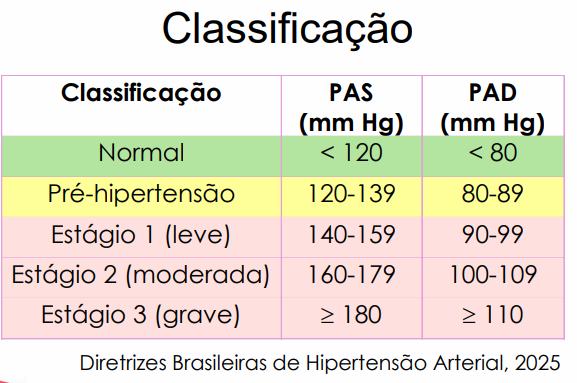 Classificação
Classificação PAS (mm Hg) PAD (mm Hg)
Normal < 120 < 80
Pré-hipertensão 120-139 80-89
Estágio 1 (leve) 140-159 90-99
Estágio 2 (moderada) 160-179 100-109
Estágio 3 (grave) ≥ 180 ≥ 110
Diretrizes Brasileiras de Hipertensão Arterial, 2025